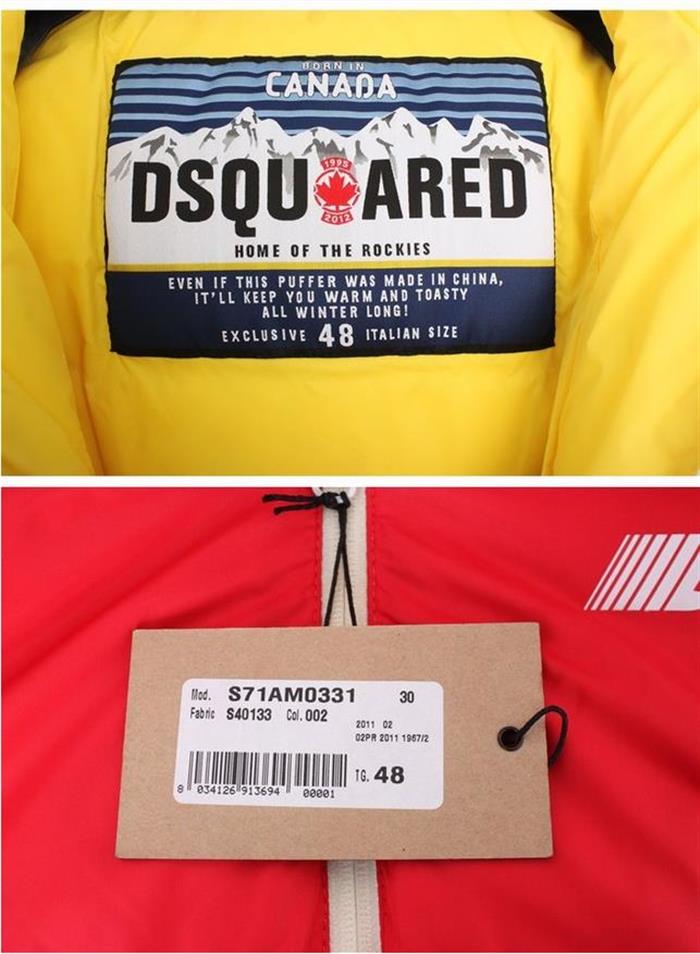 BORN IN
CANADA
1995
DSQU ARED
2012
HOME OF THE ROCKIES
EVEN IF THIS PUFFER WAS MADE IN CHINA,
IT'LL KEEP YOU WARM AND TOASTY
ALL WINTER LONG!
EXCLUSIVE 48 ITALIAN SIZE
Mod. S71AM0331 30
Fabric S40133 Col. 002
2011 02
02PR 2011 1967/2
TG. 48
8 034126 913694 00001